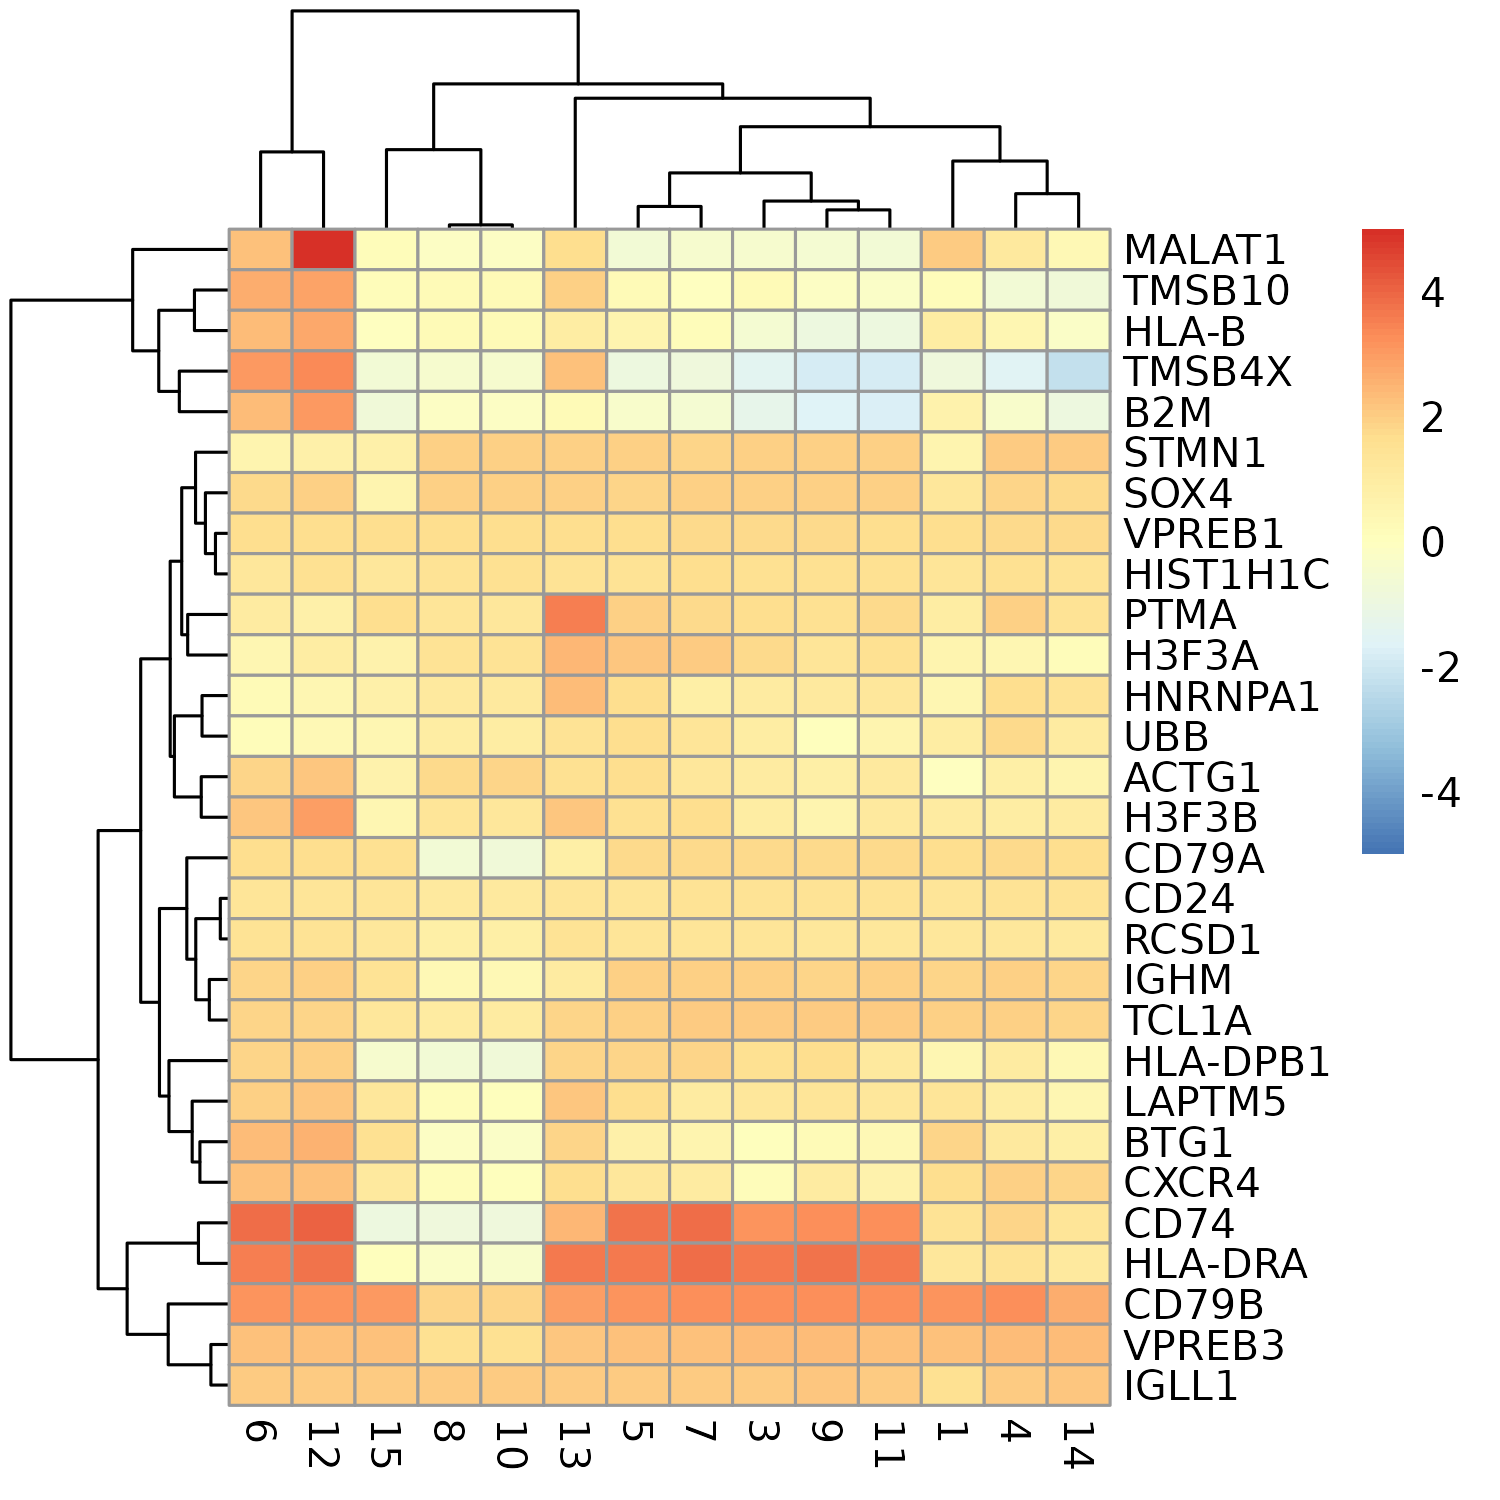 MALAT1
TMSB10
HLA-B
TMSB4X
B2M
STMN1
SOX4
VPREB1
HIST1H1C
PTMA
H3F3A
HNRNPA1
UBB
ACTG1
H3F3B
CD79A
CD24
RCSD1
IGHM
TCL1A
HLA-DPB1
LAPTM5
BTG1
CXCR4
CD74
HLA-DRA
CD79B
VPREB3
IGLL1
6 12 15 8 10 13 5 7 3 9 11 1 4 14
4
2
0
-2
-4